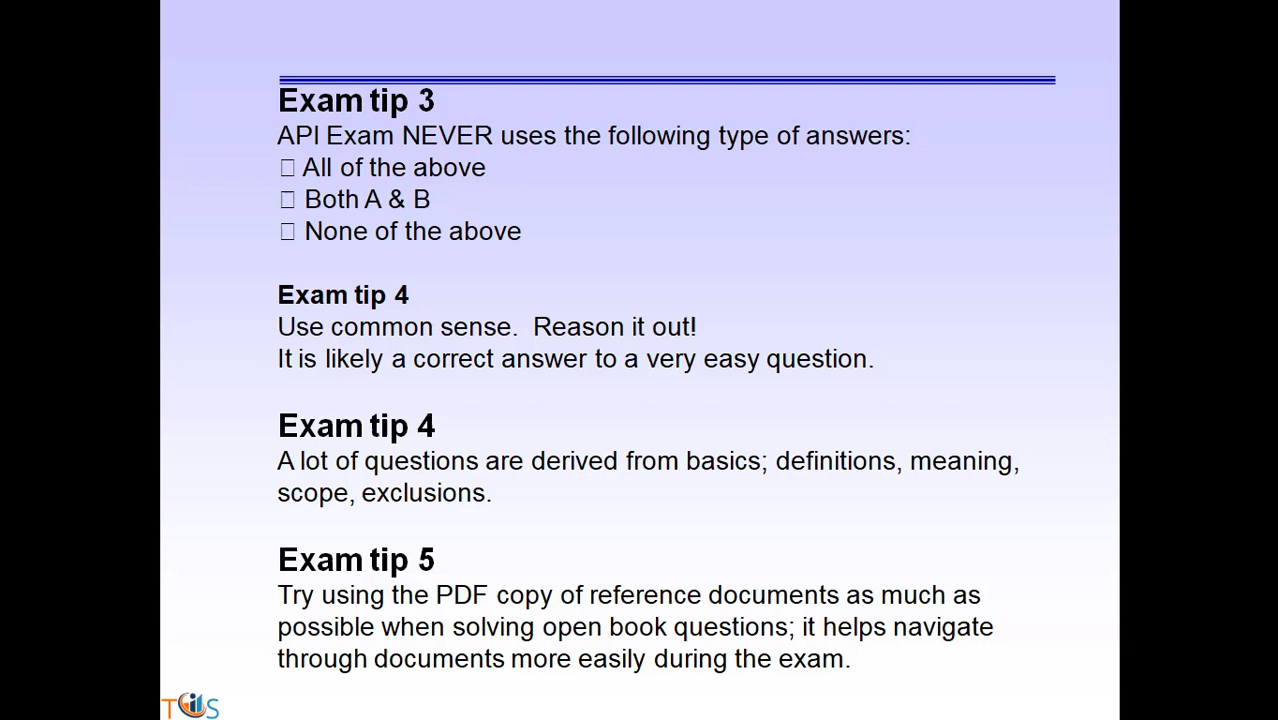 Exam tip 3
API Exam NEVER uses the following type of answers:
All of the above
Both A & B
None of the above
Exam tip 4
Use common sense.  Reason it out!
It is likely a correct answer to a very easy question.
Exam tip 4
A lot of questions are derived from basics; definitions, meaning,
scope, exclusions.
Exam tip 5
Try using the PDF copy of reference documents as much as
possible when solving open book questions; it helps navigate
through documents more easily during the exam.